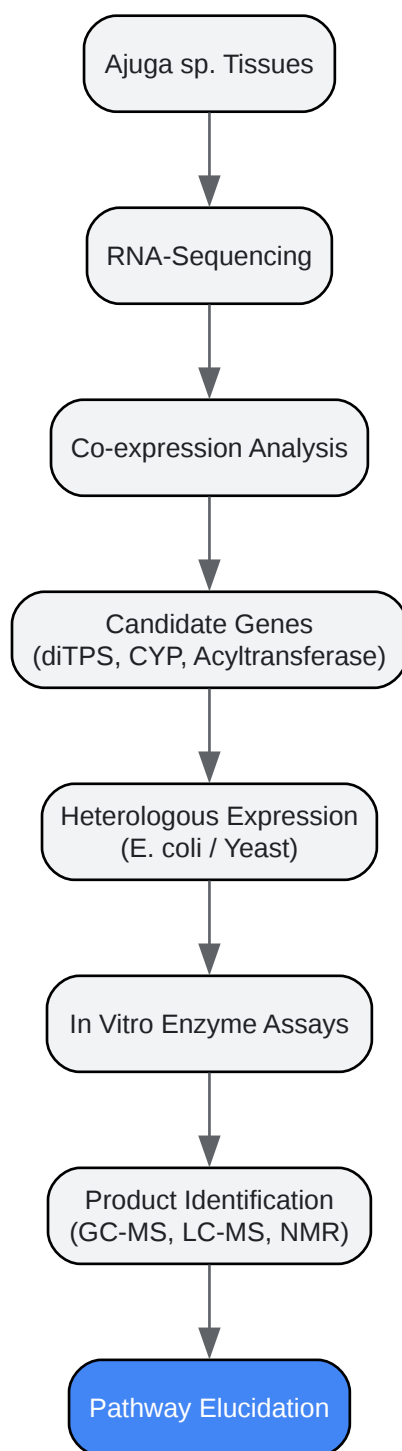 Ajuga sp. Tissues
RNA-Sequencing
Co-expression Analysis
Candidate Genes
(diTPS, CYP, Acyltransferase)
Heterologous Expression
(E. coli / Yeast)
In Vitro Enzyme Assays
Product Identification
(GC-MS, LC-MS, NMR)
Pathway Elucidation